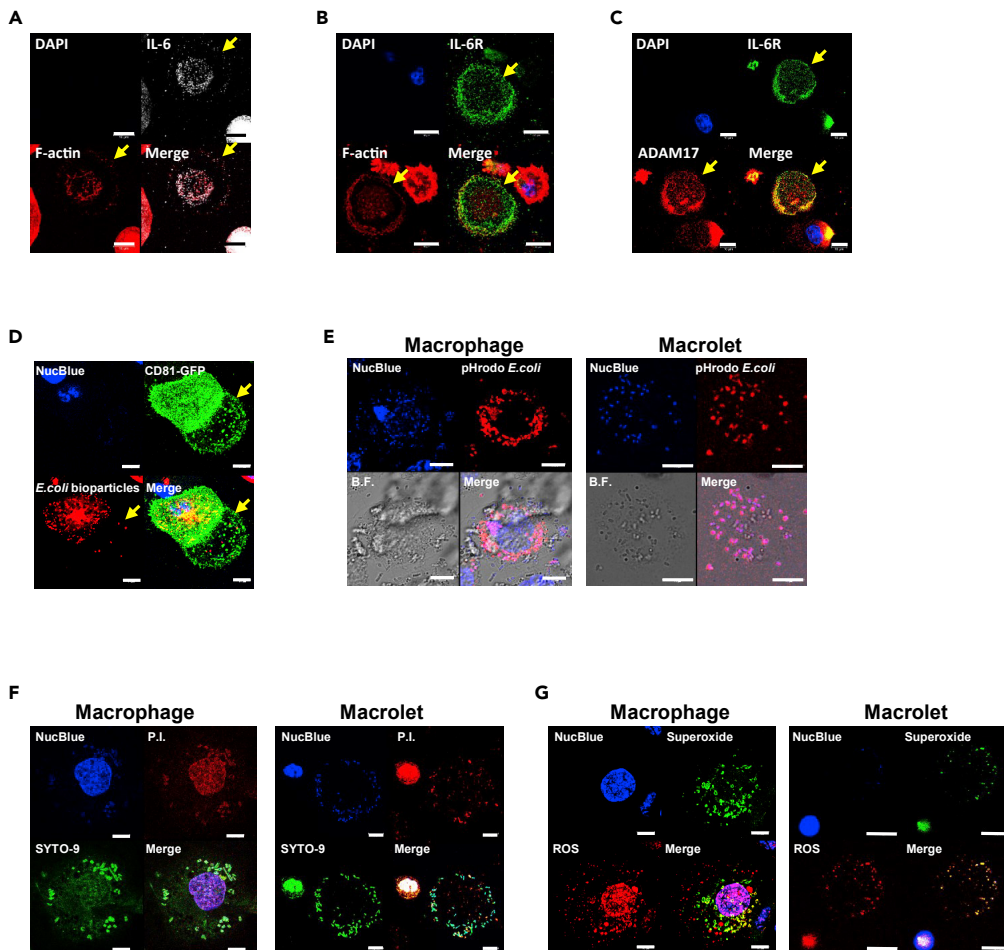 A
DAPI IL-6
F-actin Merge
B
DAPI IL-6R
F-actin Merge
C
DAPI IL-6R
ADAM17 Merge
D
NucBlue CD81-GFP
E.coli bioparticles Merge
E
Macrophage Macrolet
NucBlue pHrodo E.coli NucBlue pHrodo E.coli
B.F. Merge B.F. Merge
F
Macrophage Macrolet
NucBlue P.I. NucBlue P.I.
SYTO-9 Merge SYTO-9 Merge
G
Macrophage Macrolet
NucBlue Superoxide NucBlue Superoxide
ROS Merge ROS Merge